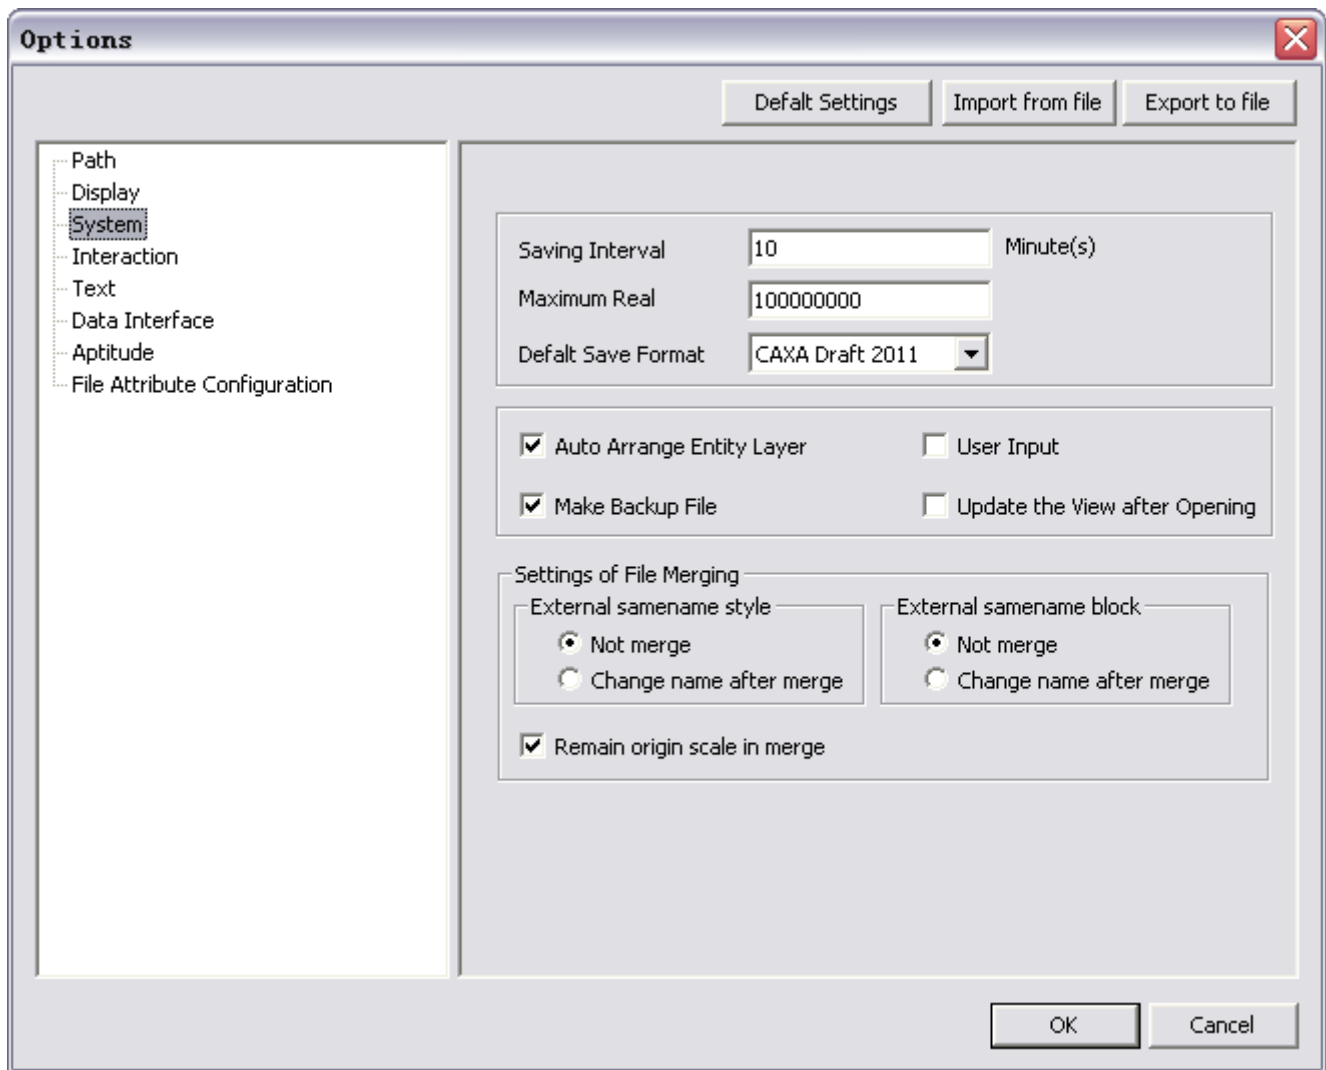 Options
Defalt Settings Import from file Export to file
Path
Display
System
Interaction
Text
Data Interface
Aptitude
File Attribute Configuration
Saving Interval 10 Minute(s)
Maximum Real 100000000
Defalt Save Format CAXA Draft 2011
Auto Arrange Entity Layer User Input
Make Backup File Update the View after Opening
Settings of File Merging
External samename style External samename block
Not merge Not merge
Change name after merge Change name after merge
Remain origin scale in merge
OK Cancel